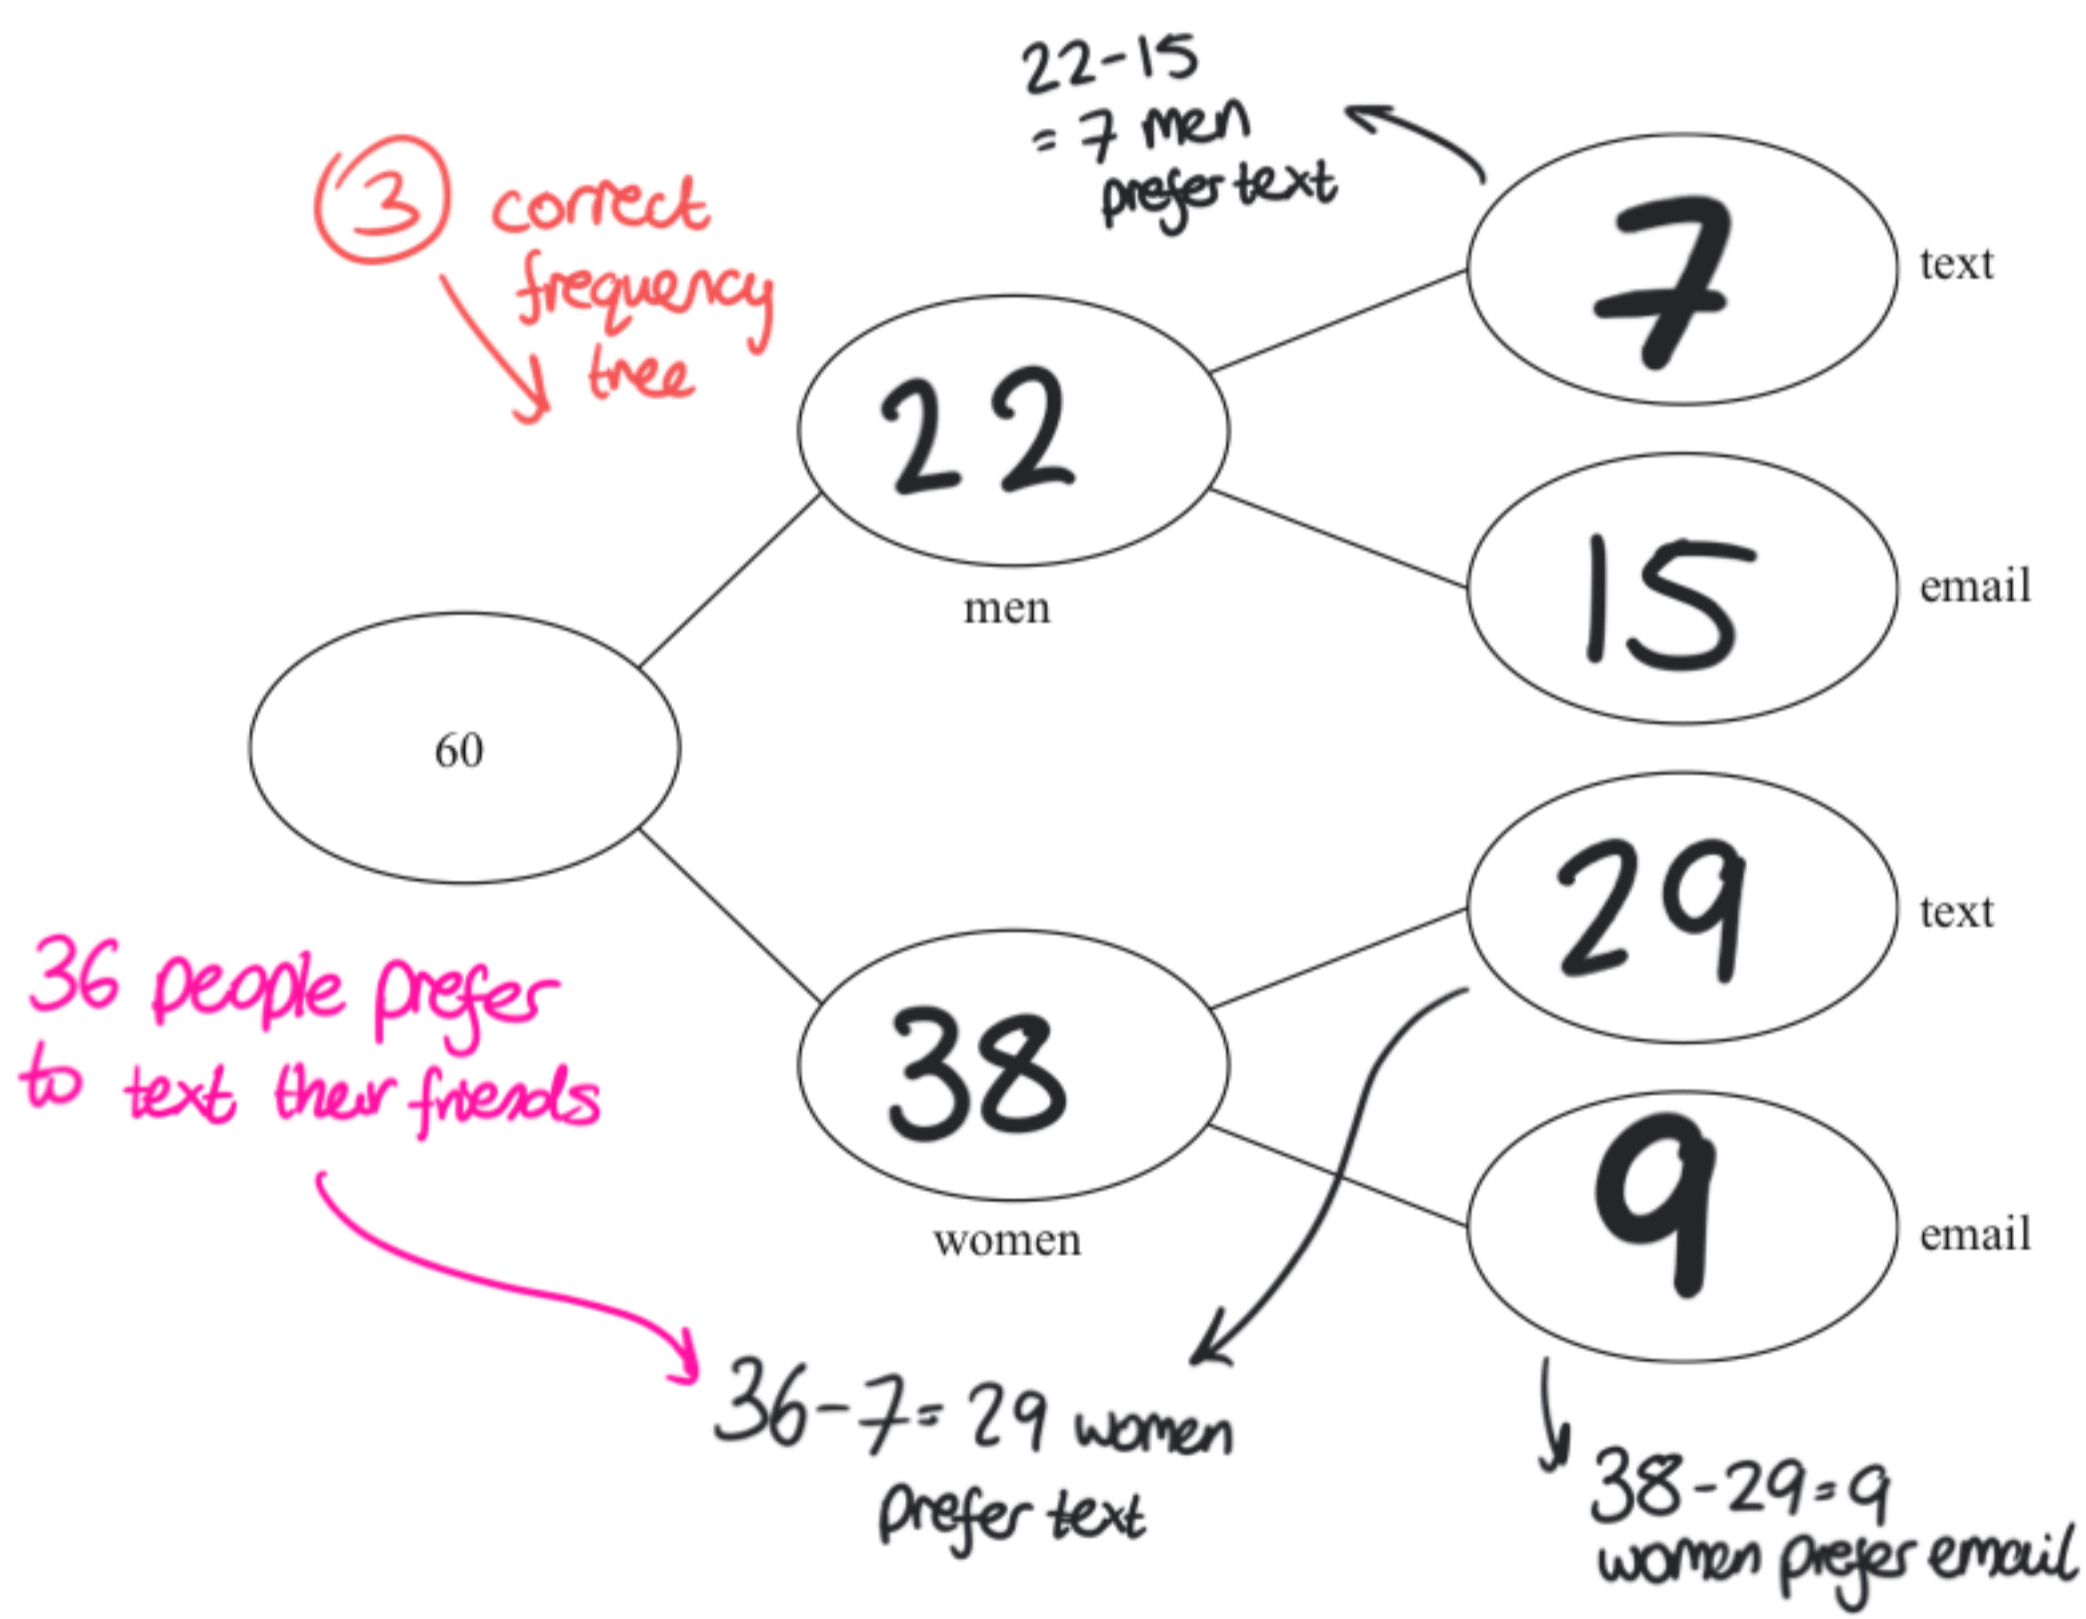 22-15
= 7 men
prefer text
3 correct
frequency
tree
7
text
22
men
15
email
60
29
text
36 people prefer
to text their friends
38
women
9
email
36-7= 29 women
prefer text
38-29=9
women prefer email